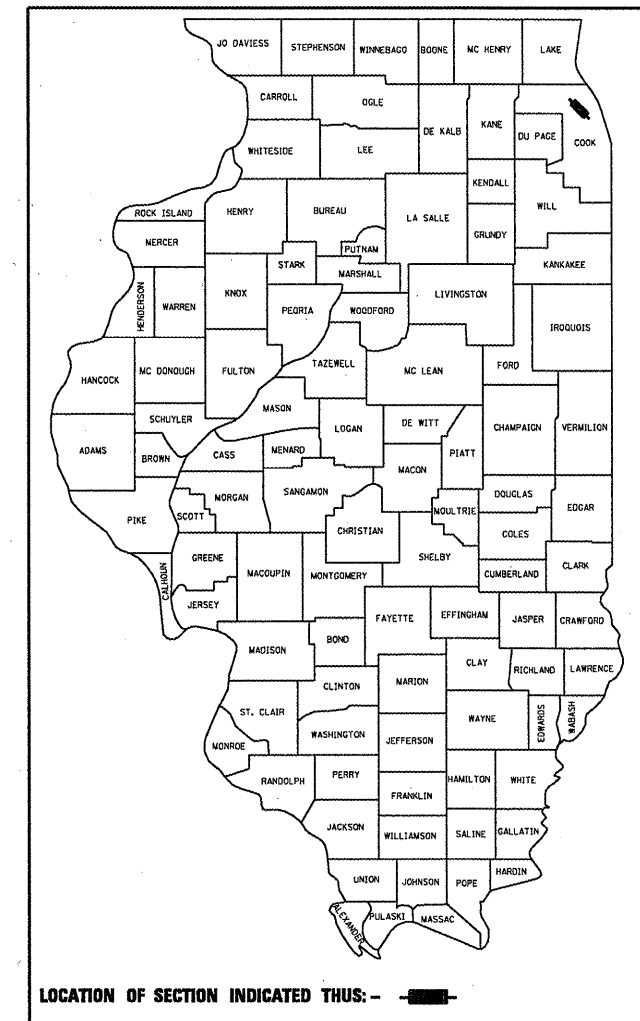 JO DAVIESS
STEPHENSON
WINNEBAGO
BOONE
MC HENRY
LAKE
CARROLL
OGLE
DE KALB
KANE
DU PAGE
COOK
WHITESIDE
LEE
KENDALL
WILL
ROCK ISLAND
HENRY
BUREAU
LA SALLE
GRUNDY
MERCER
PUTNAM
STARK
MARSHALL
KANKAKEE
HENDERSON
WARREN
KNOX
PEORIA
WOODFORD
LIVINGSTON
IROQUOIS
HANCOCK
MC DONOUGH
FULTON
TAZEWELL
MC LEAN
FORD
MASON
SCHUYLER
LOGAN
DE WITT
CHAMPAIGN
VERMILION
ADAMS
BROWN
CASS
MENARD
PIATT
MACON
MORGAN
SANGAMON
DOUGLAS
EDGAR
PIKE
SCOTT
CHRISTIAN
MOULTRIE
COLES
GREENE
MACOUPIN
MONTGOMERY
SHELBY
CUMBERLAND
CLARK
CALHOUN
JERSEY
FAYETTE
EFFINGHAM
JASPER
CRAWFORD
MADISON
BOND
CLAY
RICHLAND
LAWRENCE
CLINTON
MARION
ST. CLAIR
WAYNE
EDWARDS
WABASH
WASHINGTON
JEFFERSON
MONROE
RANDOLPH
PERRY
HAMILTON
WHITE
FRANKLIN
JACKSON
WILLIAMSON
SALINE
GALLATIN
UNION
JOHNSON
POPE
HARDIN
ALEXANDER
PULASKI
MASSAC
LOCATION OF SECTION INDICATED THUS: -